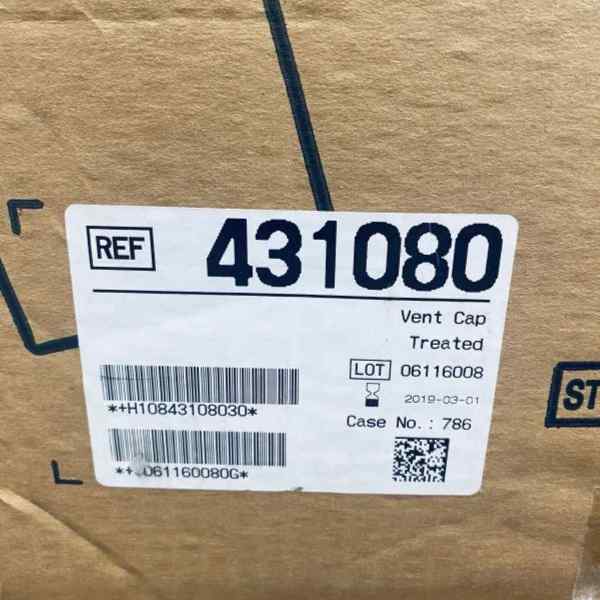 REF 431080
Vent Cap
Treated
LOT 06116008
2019-03-01
*+H10843108030*
Case No.: 786
ST